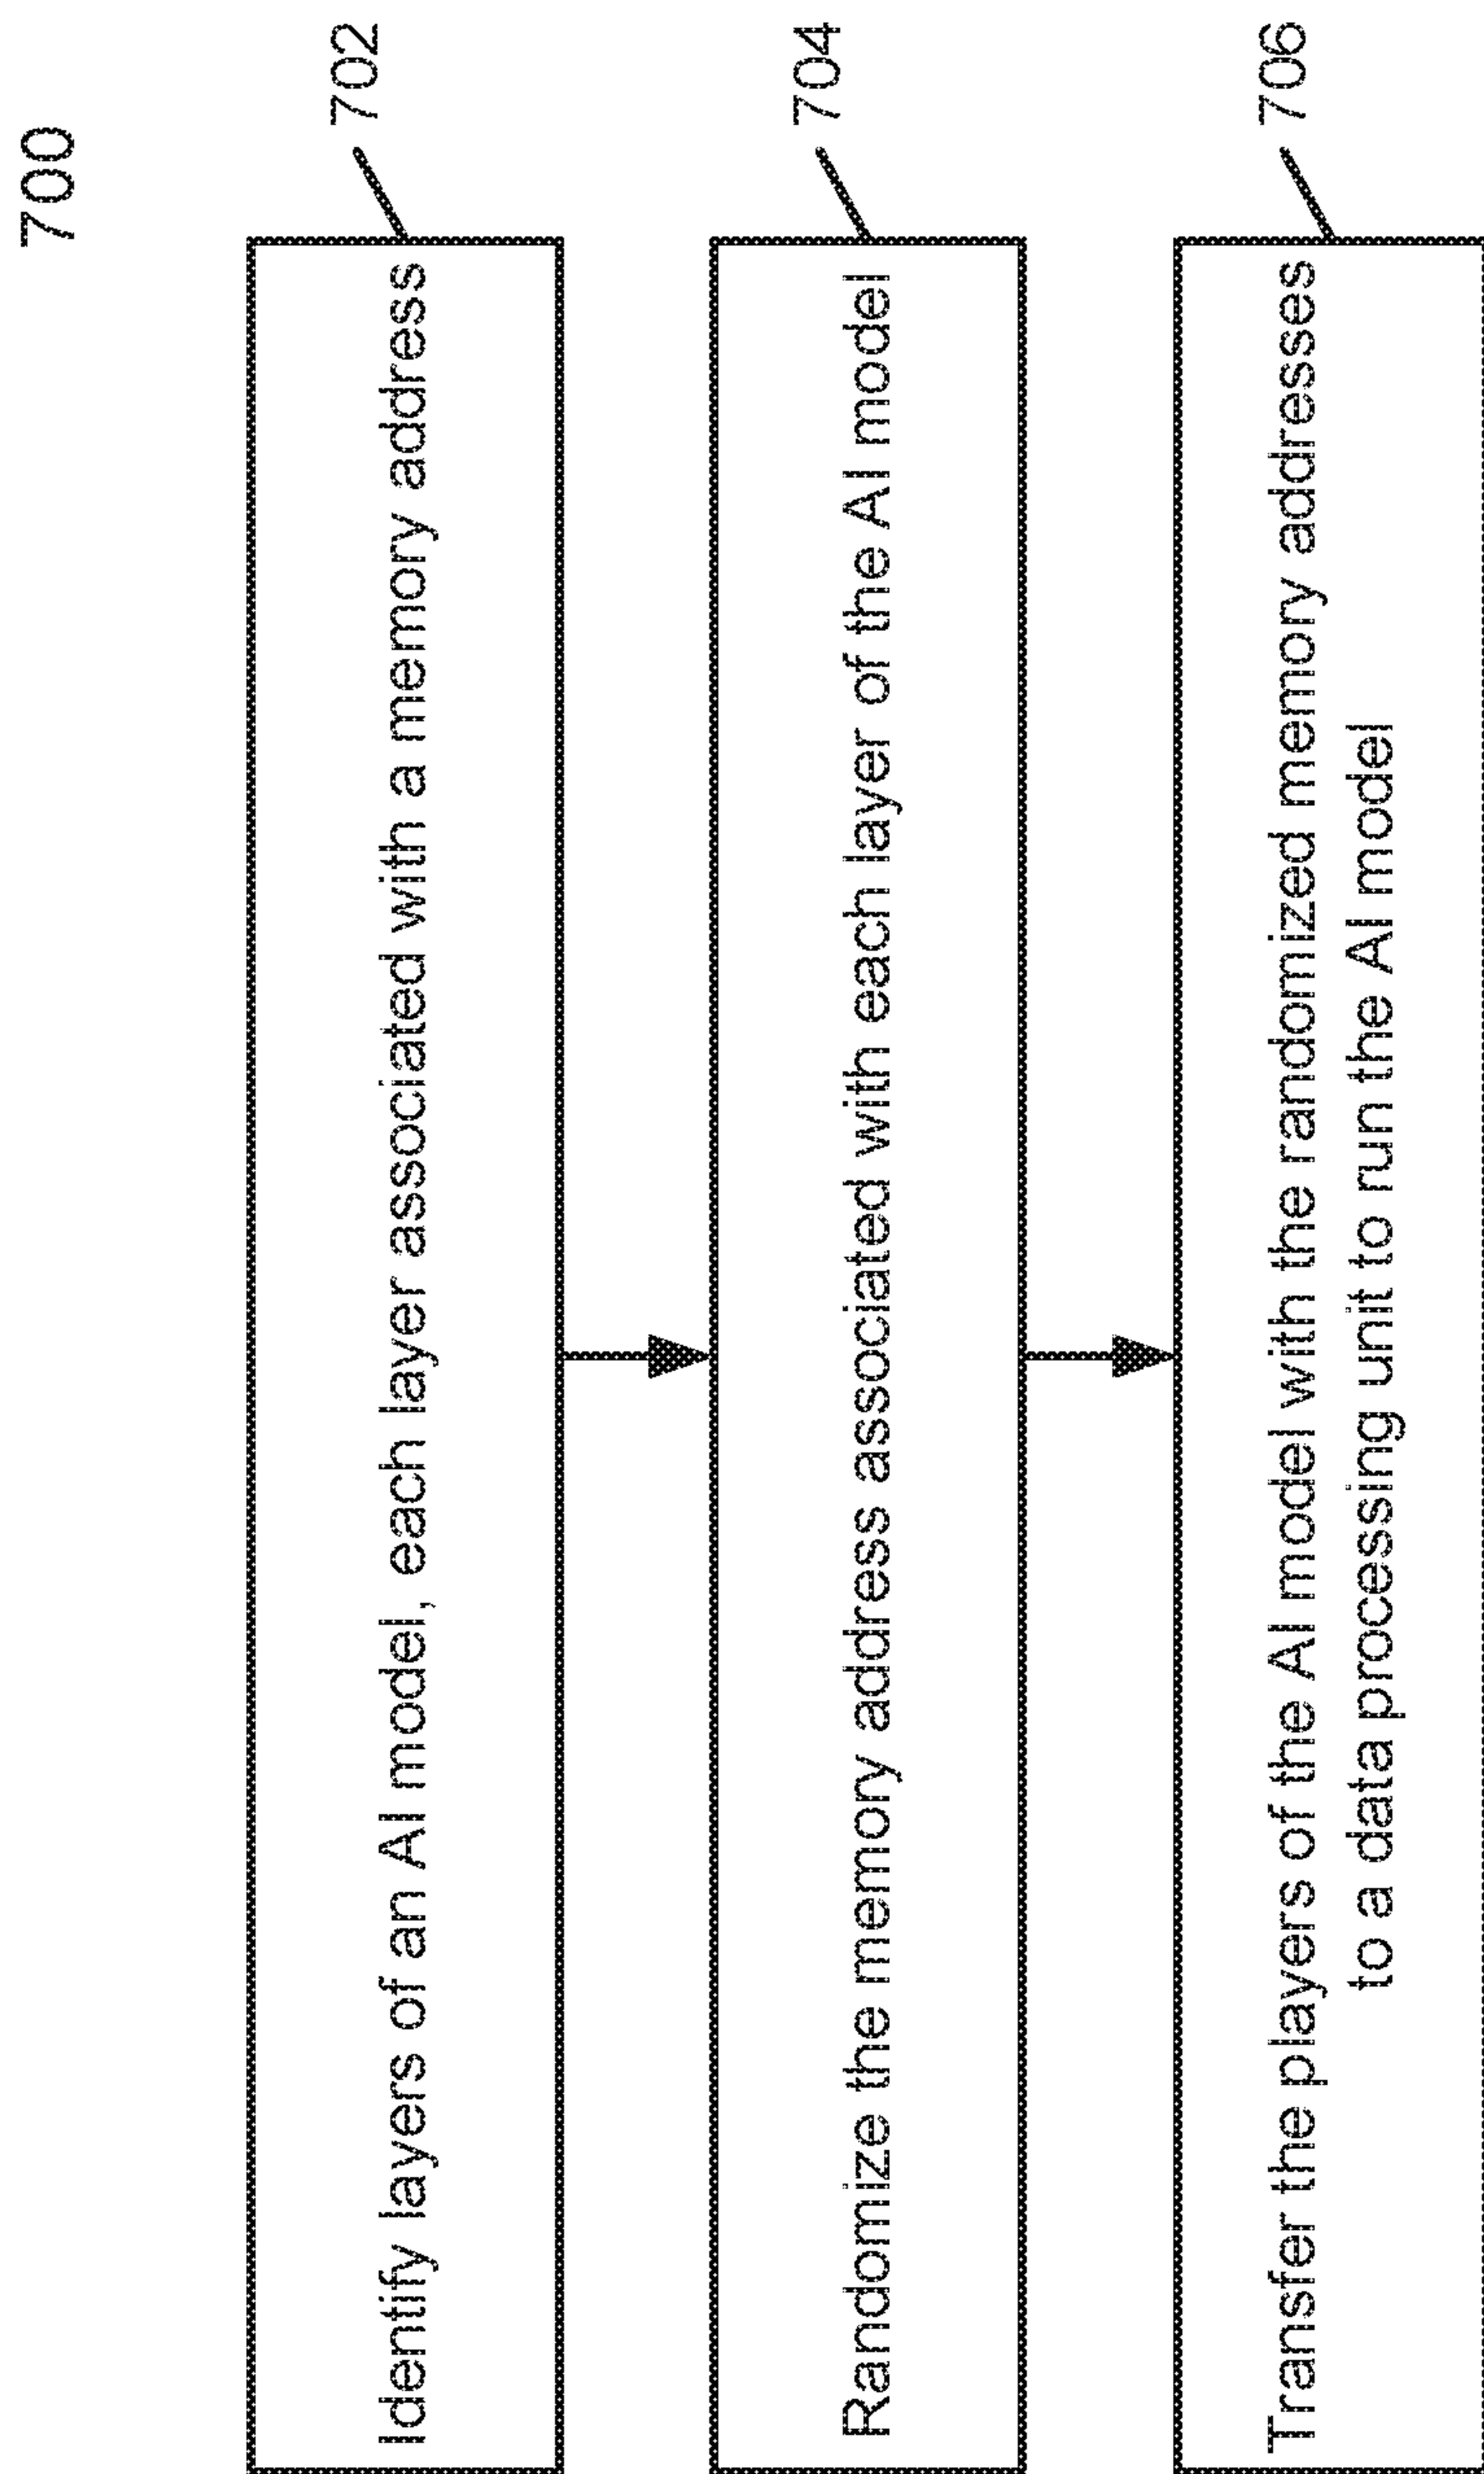 700
702
Identify layers of an AI model, each layer associated with a memory address
704
Randomize the memory address associated with each layer of the AI model
706
Transfer the players of the AI model with the randomized memory addresses
to a data processing unit to run the AI model